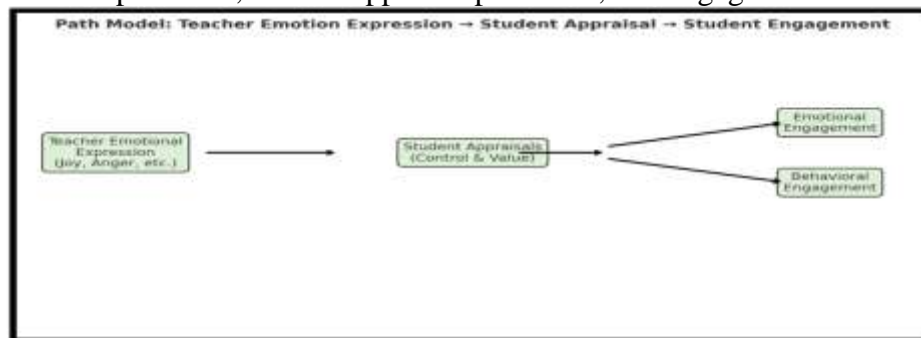 Path Model: Teacher Emotion Expression → Student Appraisal → Student Engagement
Teacher Emotional
Expression
(Joy, Anger, etc.)
Student Appraisals
(Control & Value)
Emotional
Engagement
Behavioral
Engagement